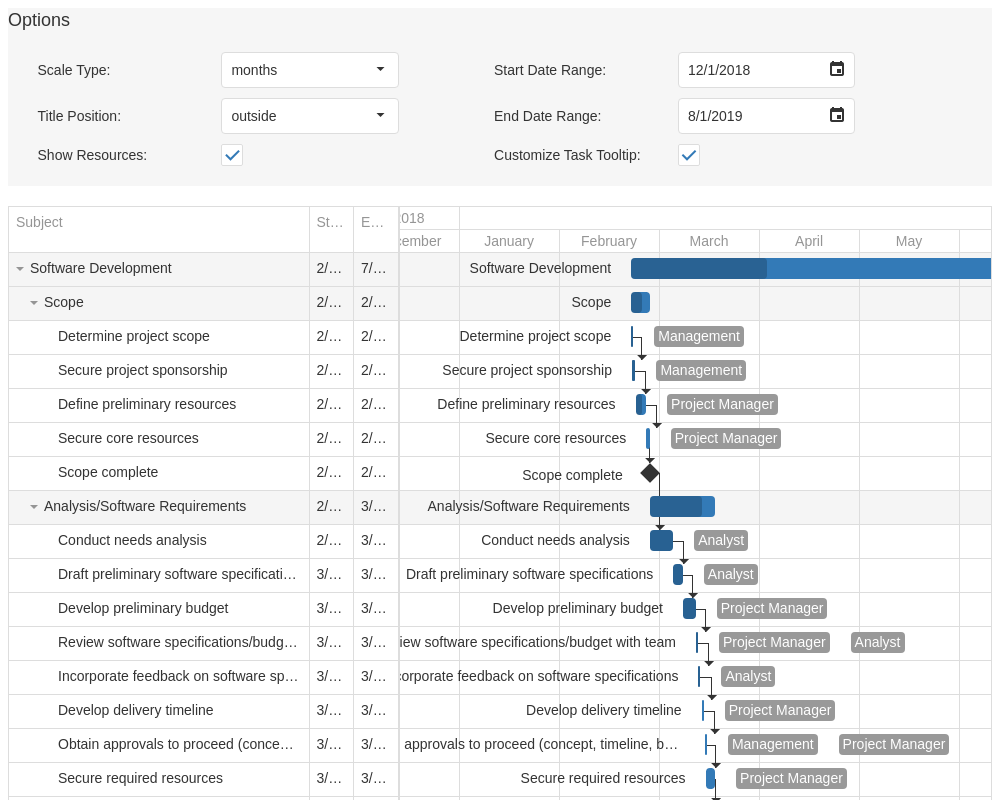 Options
Scale Type: months Start Date Range: 12/1/2018
Title Position: outside End Date Range: 8/1/2019
Show Resources: Customize Task Tooltip:
Subject St... E... 2018
cember January February March April May
Software Development 2/... 7/... Software Development
Scope 2/... 2/... Scope
Determine project scope 2/... 2/... Determine project scope Management
Secure project sponsorship 2/... 2/... Secure project sponsorship Management
Define preliminary resources 2/... 2/... Define preliminary resources Project Manager
Secure core resources 2/... 2/... Secure core resources Project Manager
Scope complete 2/... 2/... Scope complete
Analysis/Software Requirements 2/... 3/... Analysis/Software Requirements
Conduct needs analysis 2/... 3/... Conduct needs analysis Analyst
Draft preliminary software specificati... 3/... 3/... Draft preliminary software specifications Analyst
Develop preliminary budget 3/... 3/... Develop preliminary budget Project Manager
Review software specifications/budg... 3/... 3/... iew software specifications/budget with team Project Manager Analyst
Incorporate feedback on software sp... 3/... 3/... corporate feedback on software specifications Analyst
Develop delivery timeline 3/... 3/... Develop delivery timeline Project Manager
Obtain approvals to proceed (conce... 3/... 3/... approvals to proceed (concept, timeline, b... Management Project Manager
Secure required resources 3/... 3/... Secure required resources Project Manager